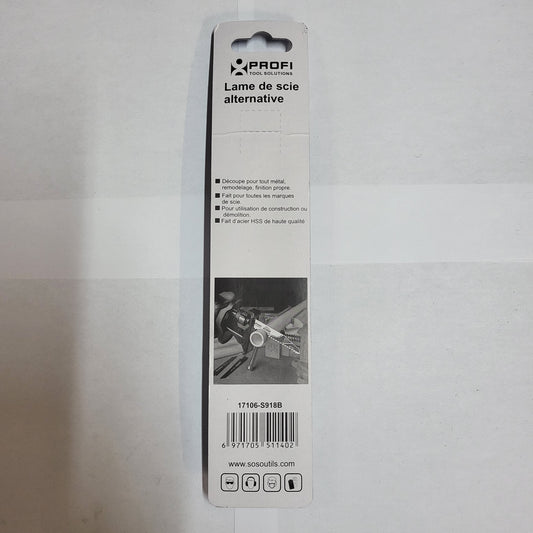 PROFI
TOOL SOLUTIONS
Lame de scie
alternative
Découpe pour tout métal,
remodelage, finition propre.
Fait pour toutes les marques
de scie.
Pour utilisation de construction ou
démolition.
Fait d'acier HSS de haute qualité
17106-S918B
6 971705 511402
www.sosoutils.com